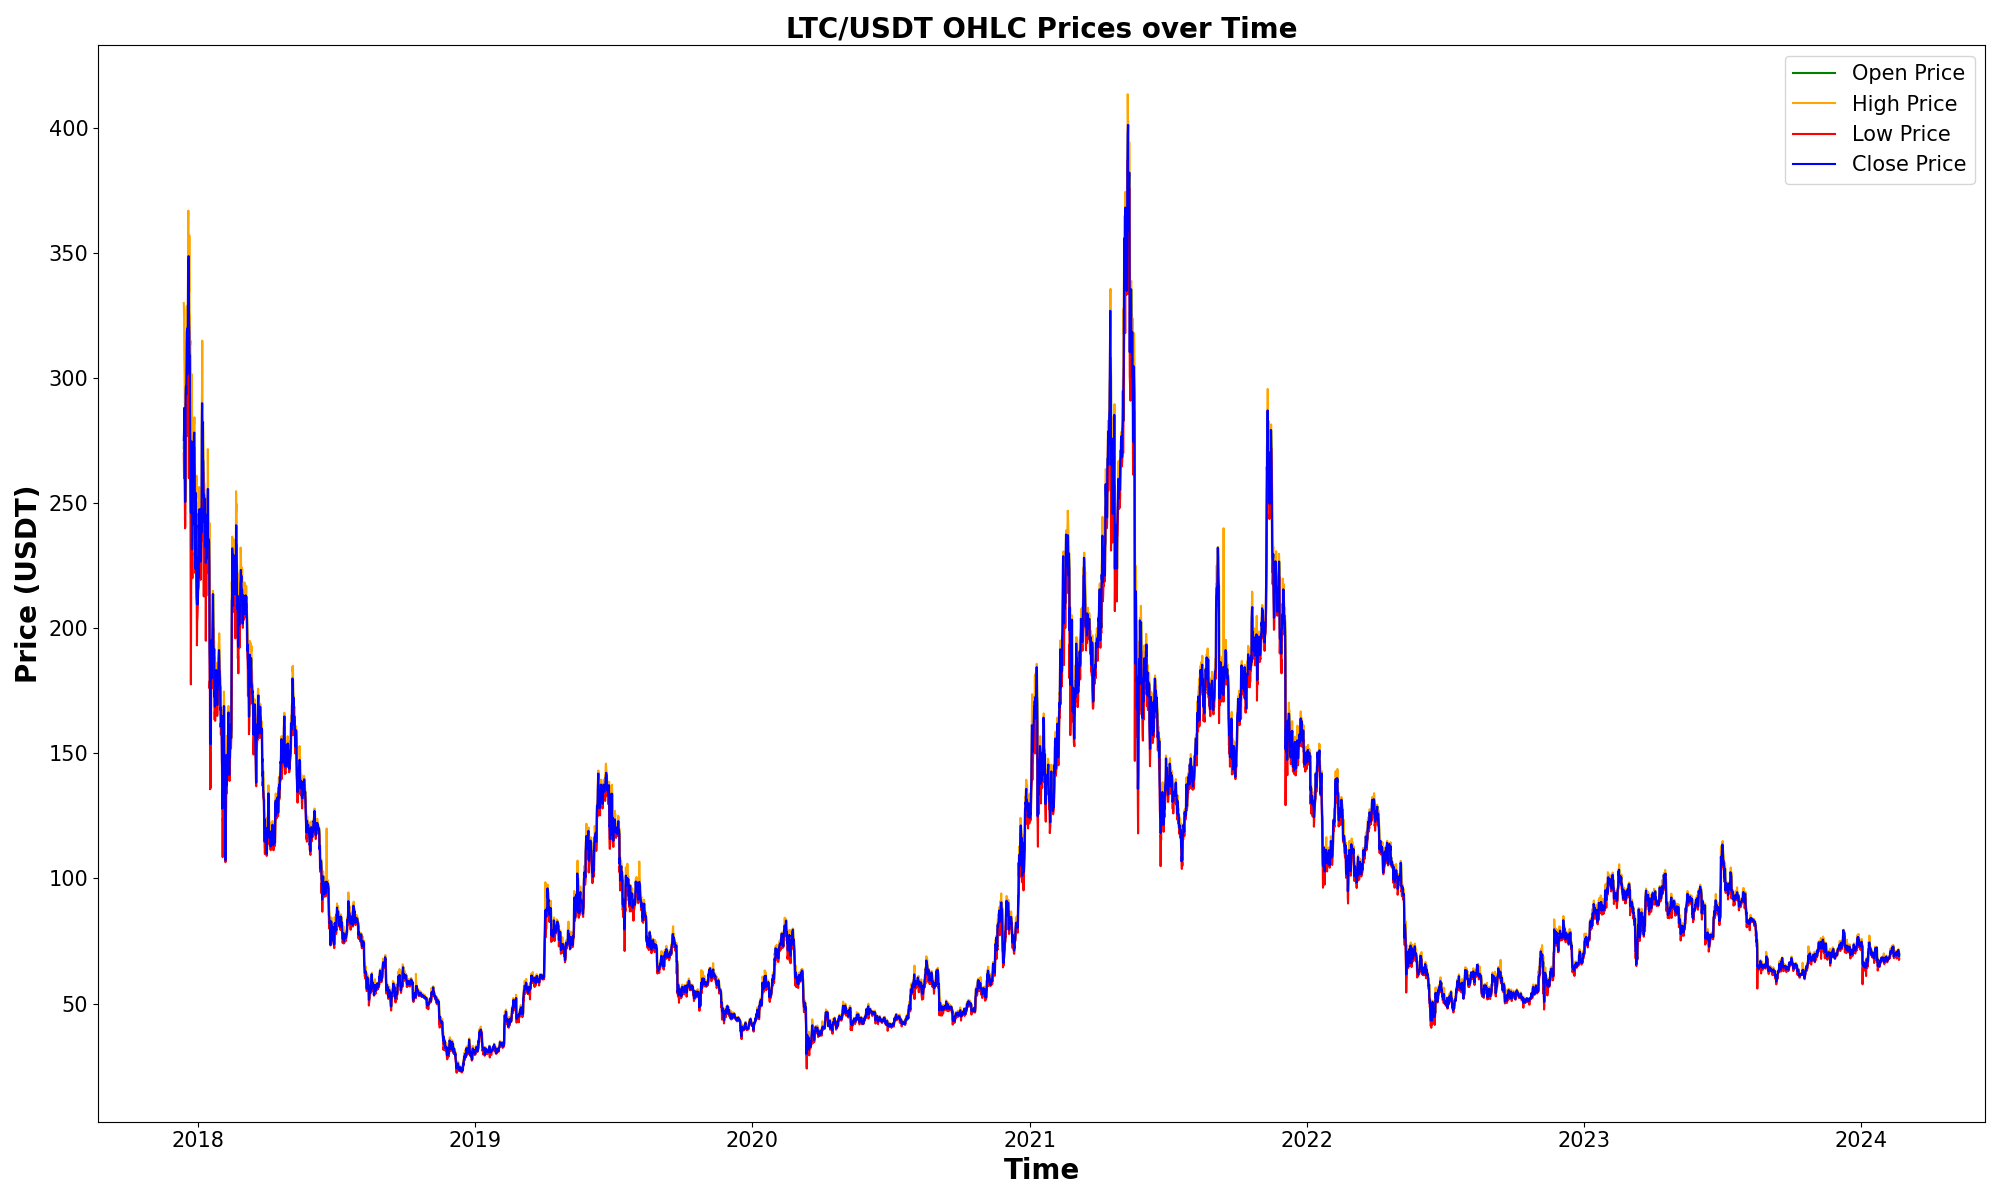 LTC/USDT OHLC Prices over Time
Open Price
High Price
Low Price
Close Price
Price (USDT)
400
350
300
250
200
150
100
50
2018 2019 2020 2021 2022 2023 2024
Time